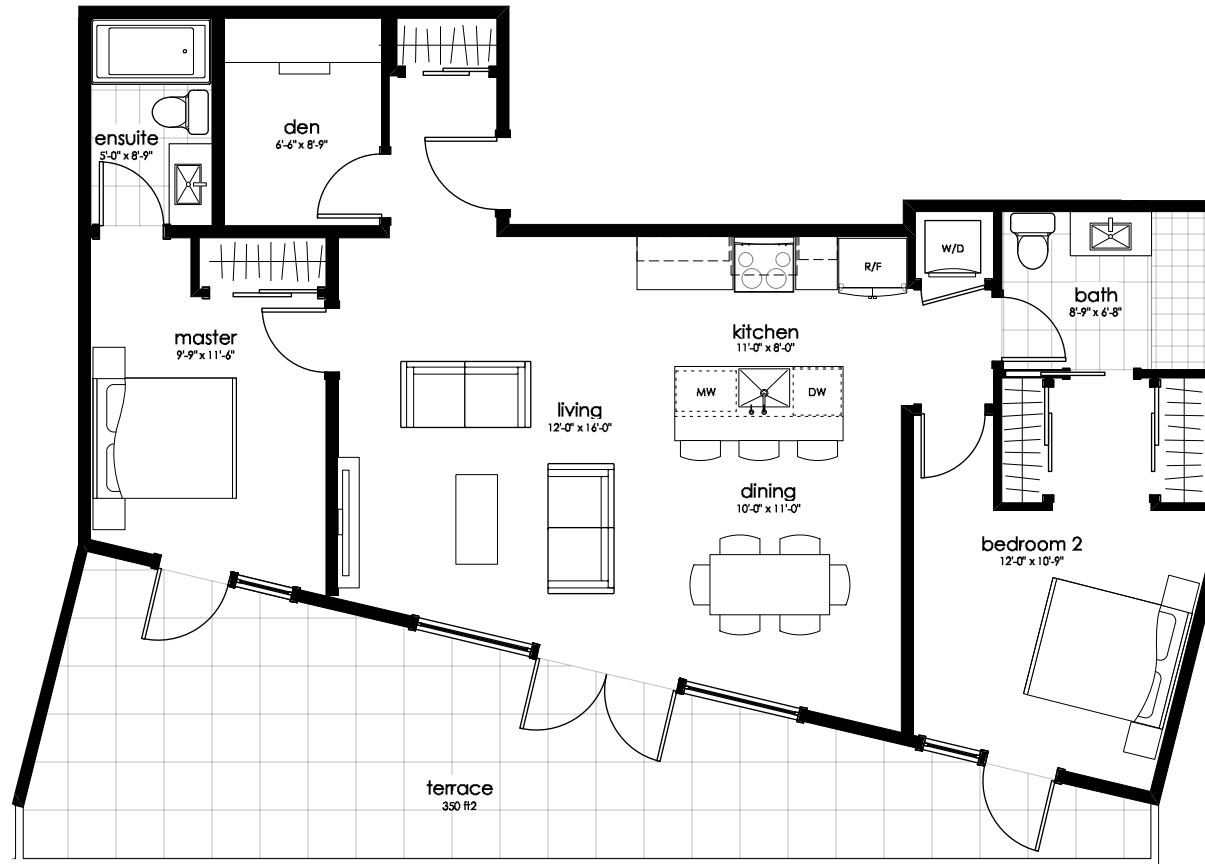 ensuite
5'-0" x 8'-9"
den
6'-6" x 8'-9"
W/D
R/F
bath
8'-9" x 6'-8"
master
9'-9" x 11'-6"
kitchen
11'-0" x 8'-0"
MW
DW
living
12'-0" x 16'-0"
dining
10'-0" x 11'-0"
bedroom 2
12'-0" x 10'-9"
terrace
350 ft2